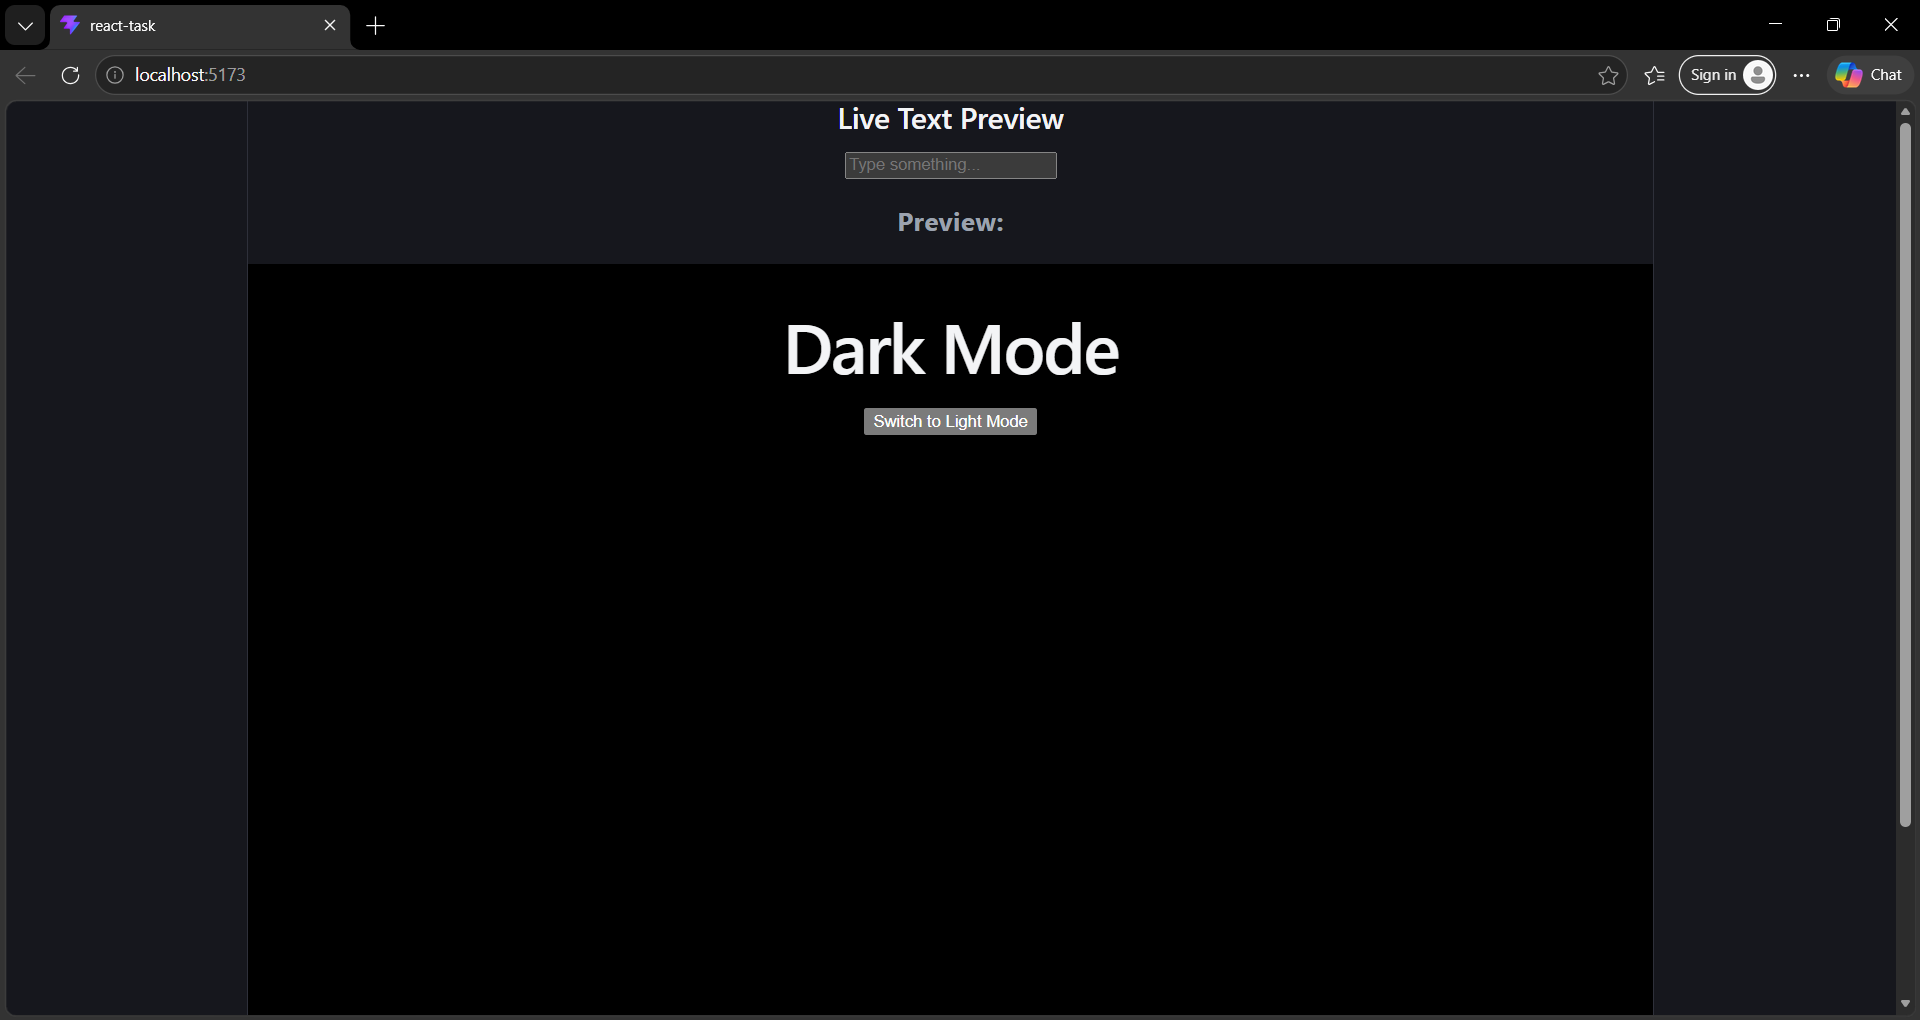 react-task
localhost:5173
Sign in
Chat
Live Text Preview
Type something...
Preview:
Dark Mode
Switch to Light Mode